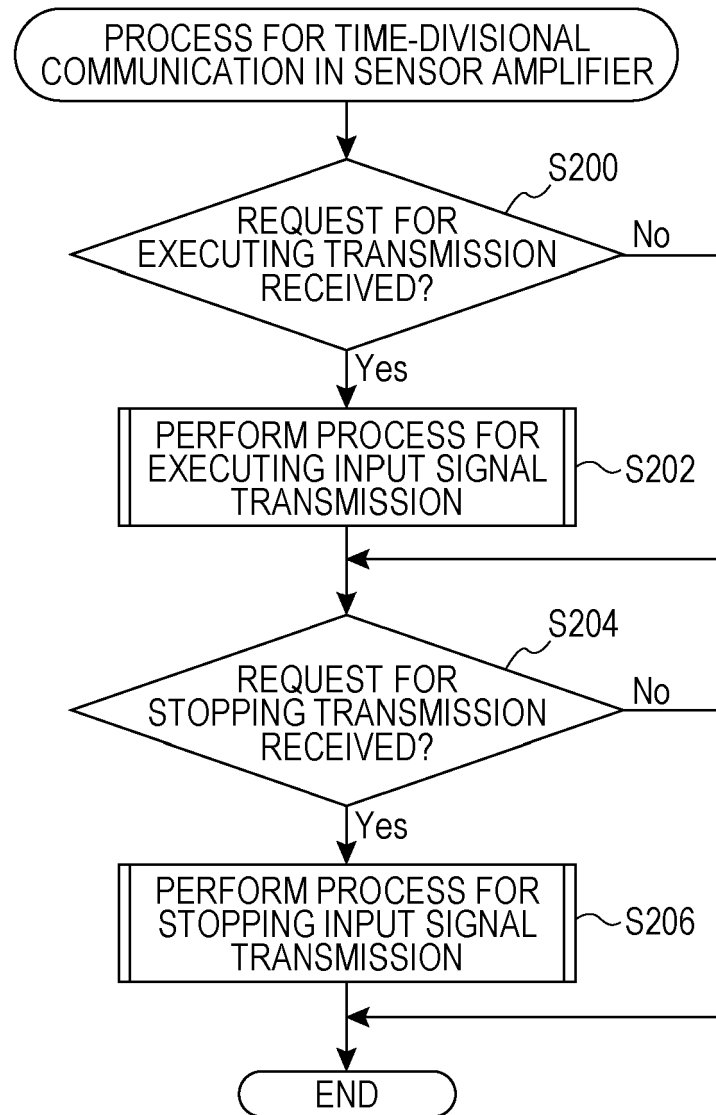 PROCESS FOR TIME-DIVISIONAL
COMMUNICATION IN SENSOR AMPLIFIER
S200
REQUEST FOR
EXECUTING TRANSMISSION
RECEIVED?
No
Yes
PERFORM PROCESS FOR
EXECUTING INPUT SIGNAL
TRANSMISSION
S202
S204
REQUEST FOR
STOPPING TRANSMISSION
RECEIVED?
No
Yes
PERFORM PROCESS FOR
STOPPING INPUT SIGNAL
TRANSMISSION
S206
END